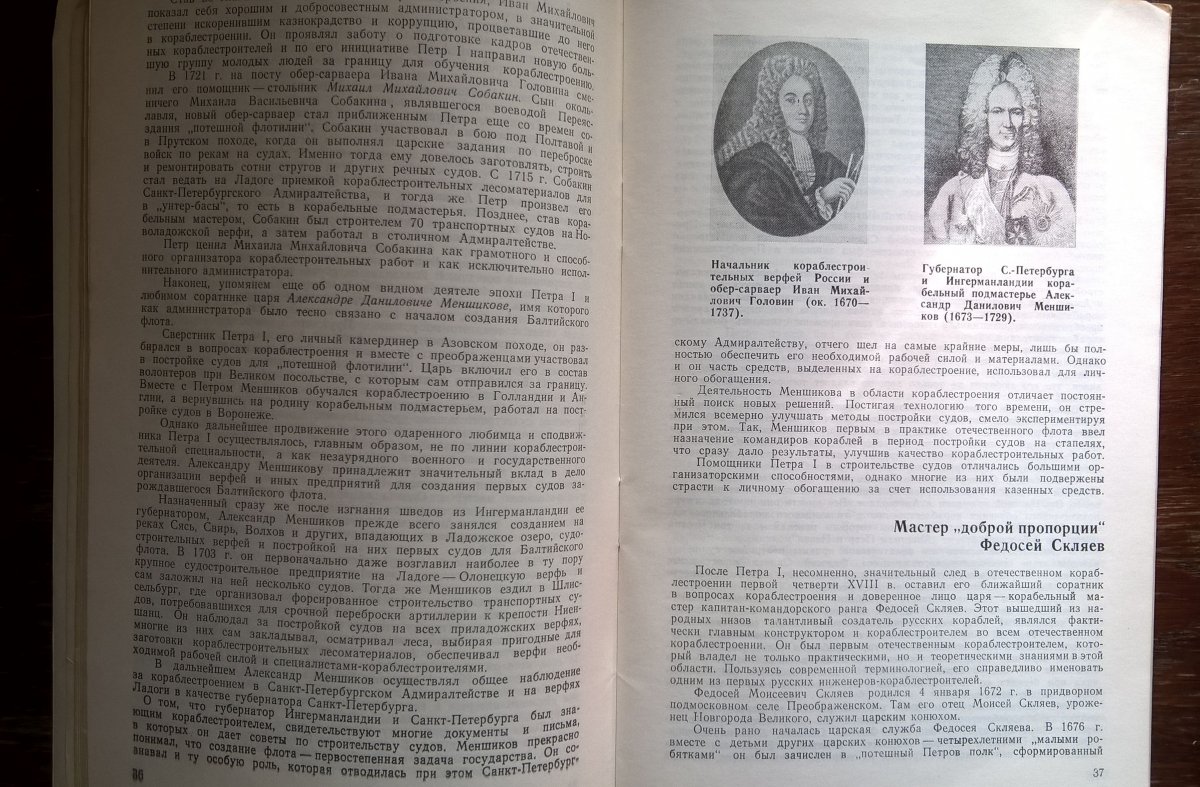 Иван Михайлович
показал себя хорошим и добросовестным администратором, в значительной
степени искоренившим казнокрадство и коррупцию, процветавшие до него
в кораблестроении. Он проявлял заботу о подготовке кадров отечествен-
ных кораблестроителей и по его инициативе Петр I направил новую боль-
шую группу молодых людей за границу для обучения кораблестроению.
В 1721 г. на посту обер-сарваера Ивана Михайловича Головина сме-
нил его помощник — стольник Михаил Михайлович Собакин. Сын околь-
ничего Михаила Васильевича Собакина, являвшегося воеводой Переяс-
лавля, новый обер-сарваер стал приближенным Петра еще со времен со-
здания „потешной флотилии“. Собакин участвовал в бою под Полтавой и
в Прутском походе, когда он выполнял царские задания по переброске
войск по рекам на судах. Именно тогда ему довелось заготовлять, строить
и ремонтировать сотни стругов и других речных судов. С 1715 г. Собакин
стал ведать на Ладоге приемкой кораблестроительных лесоматериалов для
Санкт-Петербургского Адмиралтейства, и тогда же Петр произвел его
в „унтер-басы“, то есть в корабельные подмастерья. Позднее, став кора-
бельным мастером, Собакин был строителем 70 транспортных судов на Но-
воладожской верфи, а затем работал в столичном Адмиралтействе.
Петр ценил Михаила Михайловича Собакина как грамотного и способ-
ного организатора кораблестроительных работ и как исключительно испол-
нительного администратора.
Наконец, упомянем еще об одном видном деятеле эпохи Петра I и
любимом соратнике царя Александре Даниловиче Меншикове, имя которого
как администратора было тесно связано с началом создания Балтийского
флота.
Сверстник Петра I, его личный камердинер в Азовском походе, он раз-
бирался в вопросах кораблестроения и вместе с преображенцами участвовал
в постройке судов для „потешной флотилии“. Царь включил его в состав
волонтеров при Великом посольстве, с которым сам отправился за границу.
Вместе с Петром Меншиков обучался кораблестроению в Голландии и Ан-
глии, а вернувшись на родину корабельным подмастерьем, работал на пост-
ройке судов в Воронеже.
Однако дальнейшее продвижение этого одаренного любимца и сподвиж-
ника Петра I осуществлялось, главным образом, не по линии кораблестрои-
тельной специальности, а как незаурядного военного и государственного
деятеля. Александру Меншикову принадлежит значительный вклад в дело
организации верфей и иных предприятий для создания первых судов за-
рождавшегося Балтийского флота.
Назначенный сразу же после изгнания шведов из Ингерманландии ее
губернатором, Александр Меншиков прежде всего занялся созданием на
реках Сясь, Свирь, Волхов и других, впадающих в Ладожское озеро, судо-
строительных верфей и постройкой на них первых судов для Балтийского
флота. В 1703 г. он первоначально даже возглавил наиболее в ту пору
крупное судостроительное предприятие на Ладоге — Олонецкую верфь и
сам заложил на ней несколько судов. Тогда же Меншиков ездил в Шлис-
сельбург, где организовал форсированное строительство транспортных су-
дов, потребовавшихся для срочной переброски артиллерии к крепости Ниен-
шанц. Он наблюдал за постройкой судов на всех приладожских верфях,
многие из них сам закладывал, осматривал леса, выбирая пригодные для
заготовки кораблестроительных лесоматериалов, обеспечивал верфи необ-
ходимой рабочей силой и специалистами-кораблестроителями.
В дальнейшем Александр Меншиков осуществлял общее наблюдение
за кораблестроением в Санкт-Петербургском Адмиралтействе и на верфях
Ладоги в качестве губернатора Санкт-Петербурга.
О том, что губернатор Ингерманландии и Санкт-Петербурга был зна-
ющим кораблестроителем, свидетельствуют многие документы и письма,
в которых он дает советы по строительству судов. Меншиков прекрасно
понимал, что создание флота — первостепенная задача государства. Он со-
знавал и ту особую роль, которая отводилась при этом Санкт-Петербург-
36
Начальник кораблестрои-
тельных верфей России и
обер-сарваер Иван Михай-
лович Головин (ок. 1670—
1737).
Губернатор С.-Петербурга
и Ингерманландии кора-
бельный подмастерье Алек-
сандр Данилович Менши-
ков (1673—1729).
скому Адмиралтейству, отчего шел на самые крайние меры, лишь бы пол-
ностью обеспечить его необходимой рабочей силой и материалами. Однако
и он часть средств, выделенных на кораблестроение, использовал для лич-
ного обогащения.
Деятельность Меншикова в области кораблестроения отличает постоян-
ный поиск новых решений. Постигая технологию того времени, он стре-
мился всемерно улучшать методы постройки судов, смело экспериментируя
при этом. Так, Меншиков первым в практике отечественного флота ввел
назначение командиров кораблей в период постройки судов на стапелях,
что сразу дало результаты, улучшив качество кораблестроительных работ.
Помощники Петра I в строительстве судов отличались большими ор-
ганизаторскими способностями, однако многие из них были подвержены
страсти к личному обогащению за счет использования казенных средств.
Мастер „доброй пропорции“
Федосей Скляев
После Петра I, несомненно, значительный след в отечественном кораб-
лестроении первой четверти XVIII в. оставил его ближайший соратник
в вопросах кораблестроения и доверенное лицо царя — корабельный ма-
стер капитан-командорского ранга Федосей Скляев. Этот вышедший из на-
родных низов талантливый создатель русских кораблей, являлся факти-
чески главным конструктором и кораблестроителем во всем отечественном
кораблестроении. Он был первым отечественным кораблестроителем, кото-
рый владел не только практическими, но и теоретическими знаниями в этой
области. Пользуясь современной терминологией, его справедливо именовать
одним из первых русских инженеров-кораблестроителей.
Федосей Моисеевич Скляев родился 4 января 1672 г. в придворном
подмосковном селе Преображенском. Там его отец Моисей Скляев, уроже-
нец Новгорода Великого, служил царским конюхом.
Очень рано началась царская служба Федосея Скляева. В 1676 г.
вместе с детьми других царских конюхов — четырехлетними „малыми ро-
бятками“ он был зачислен в „потешный Петров полк“, сформированный
37